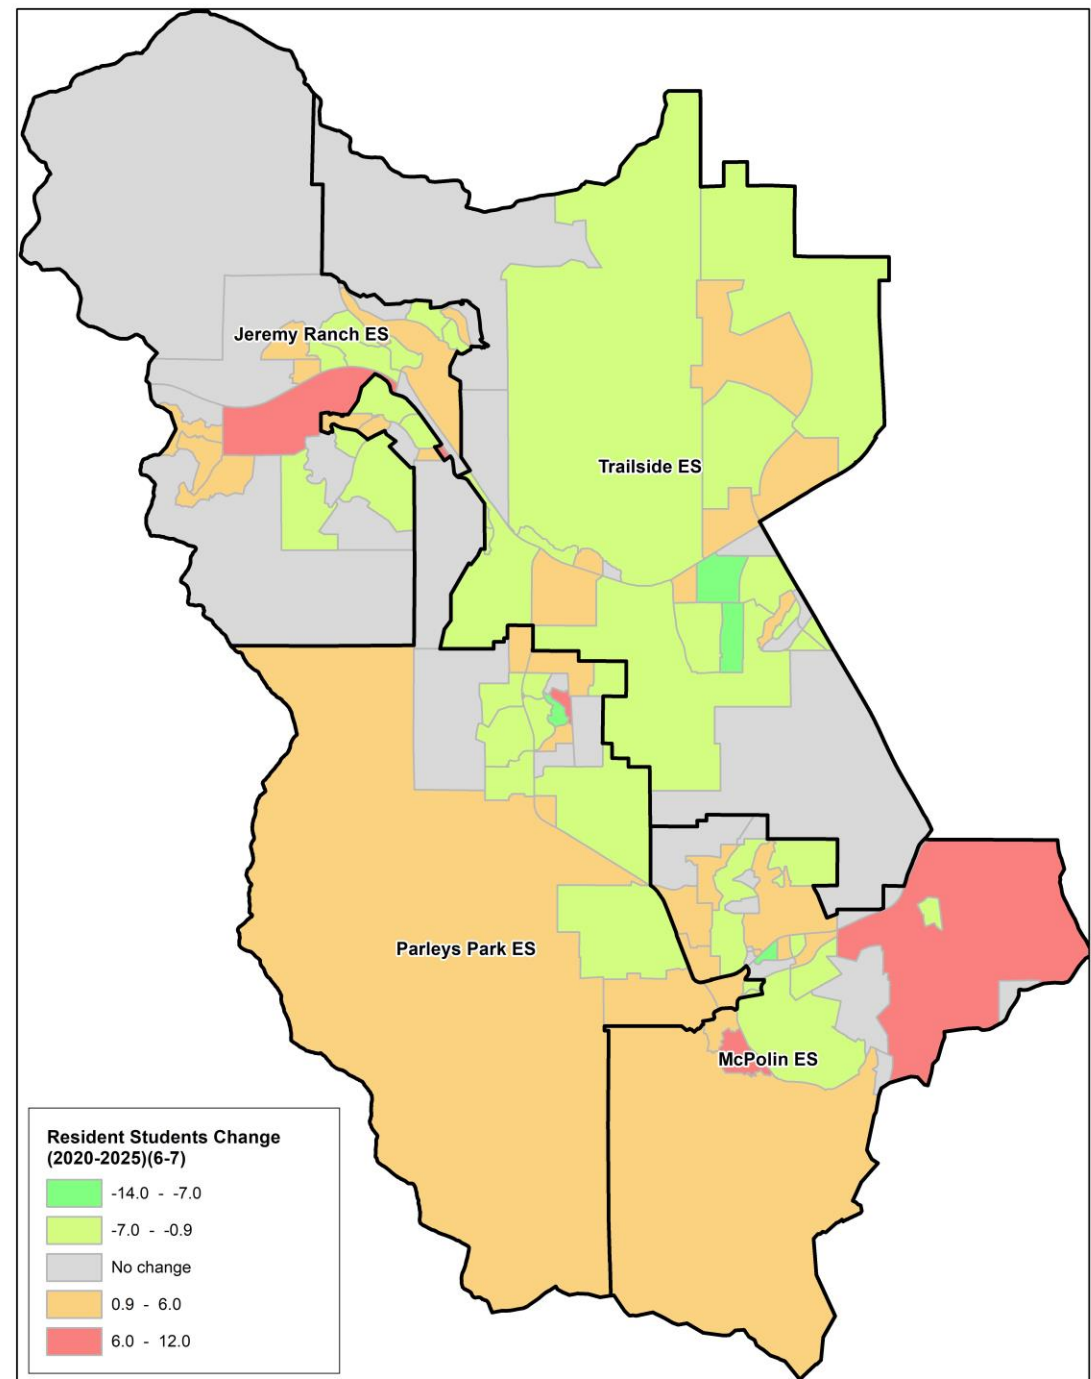 Jeremy Ranch ES
Trailside ES
Parleys Park ES
McPolin ES
Resident Students Change
(2020-2025)(6-7)
-14.0 - -7.0
-7.0 - -0.9
No change
0.9 - 6.0
6.0 - 12.0